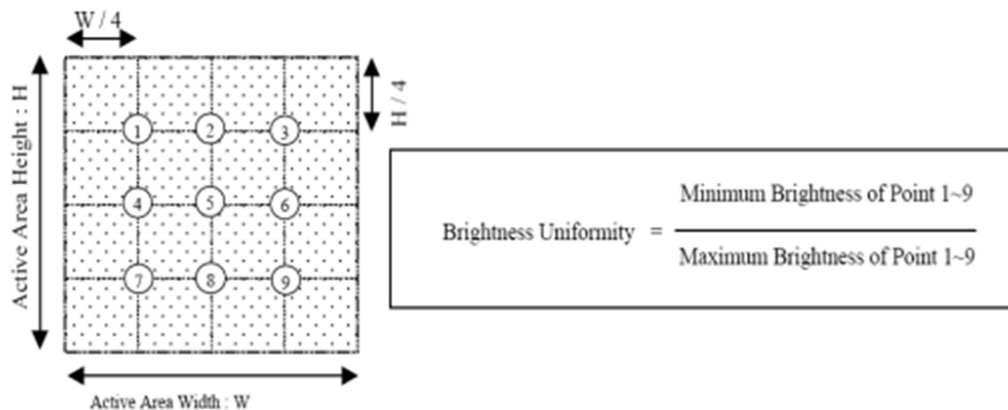 W / 4
H / 4
Active Area Height : H
1 2 3
4 5 6
7 8 9
Active Area Width : W
Brightness Uniformity =
Minimum Brightness of Point 1~9
Maximum Brightness of Point 1~9